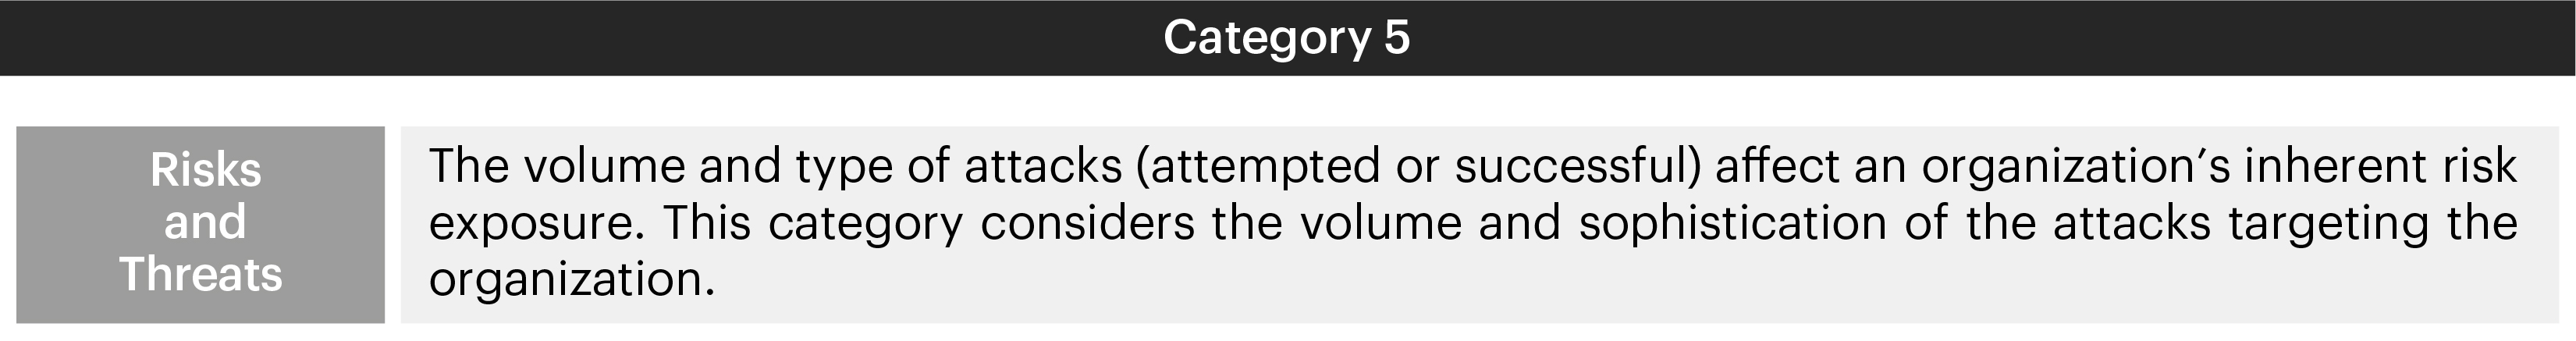 Category 5
Risks
and
Threats
The volume and type of attacks (attempted or successful) affect an organization’s inherent risk
exposure. This category considers the volume and sophistication of the attacks targeting the
organization.